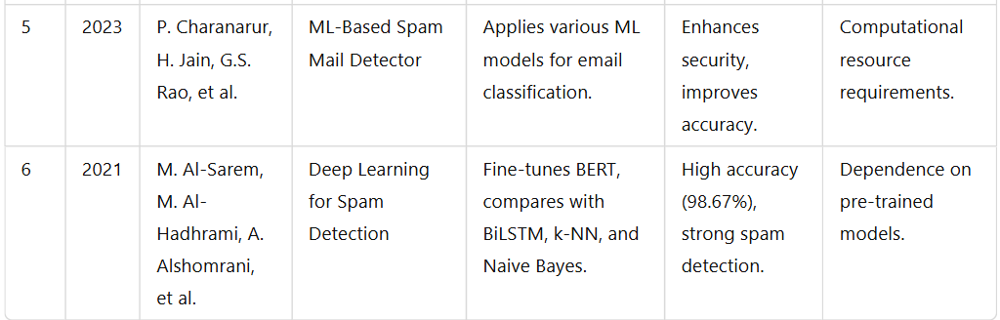 5
2023
P. Charanarur,
H. Jain, G.S.
Rao, et al.
ML-Based Spam
Mail Detector
Applies various ML
models for email
classification.
Enhances
security,
improves
accuracy.
Computational
resource
requirements.
6
2021
M. Al-Sarem,
M. Al-
Hadhrami, A.
Alshomrani,
et al.
Deep Learning
for Spam
Detection
Fine-tunes BERT,
compares with
BiLSTM, k-NN, and
Naive Bayes.
High accuracy
(98.67%),
strong spam
detection.
Dependence on
pre-trained
models.